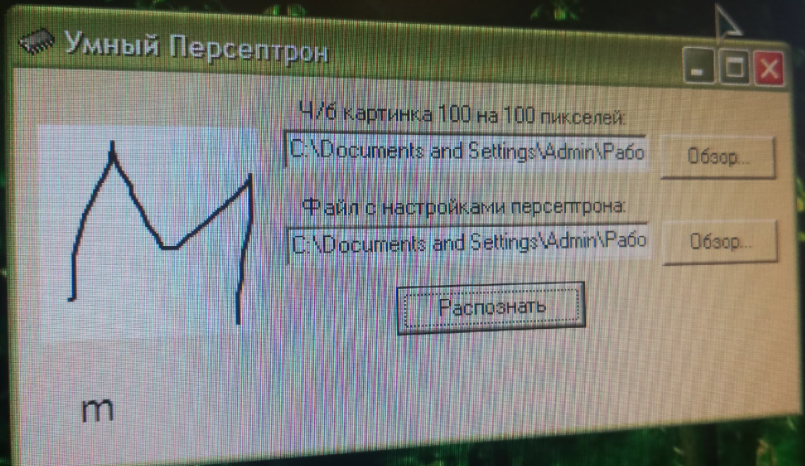 Умный Персептрон
Ч/б картинка 100 на 100 пикселей:
C:\Documents and Settings\Admin\Рабо
Обзор...
Файл с настройками персептрона:
C:\Documents and Settings\Admin\Рабо
Обзор...
Распознать
M
m